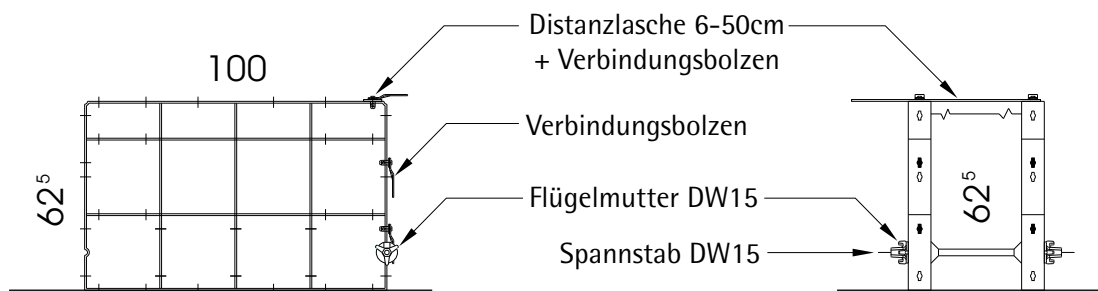 Distanzlasche 6-50cm
+ Verbindungsbolzen
100
Verbindungsbolzen
62⁵
Flügelmutter DW15
62⁵
Spannstab DW15